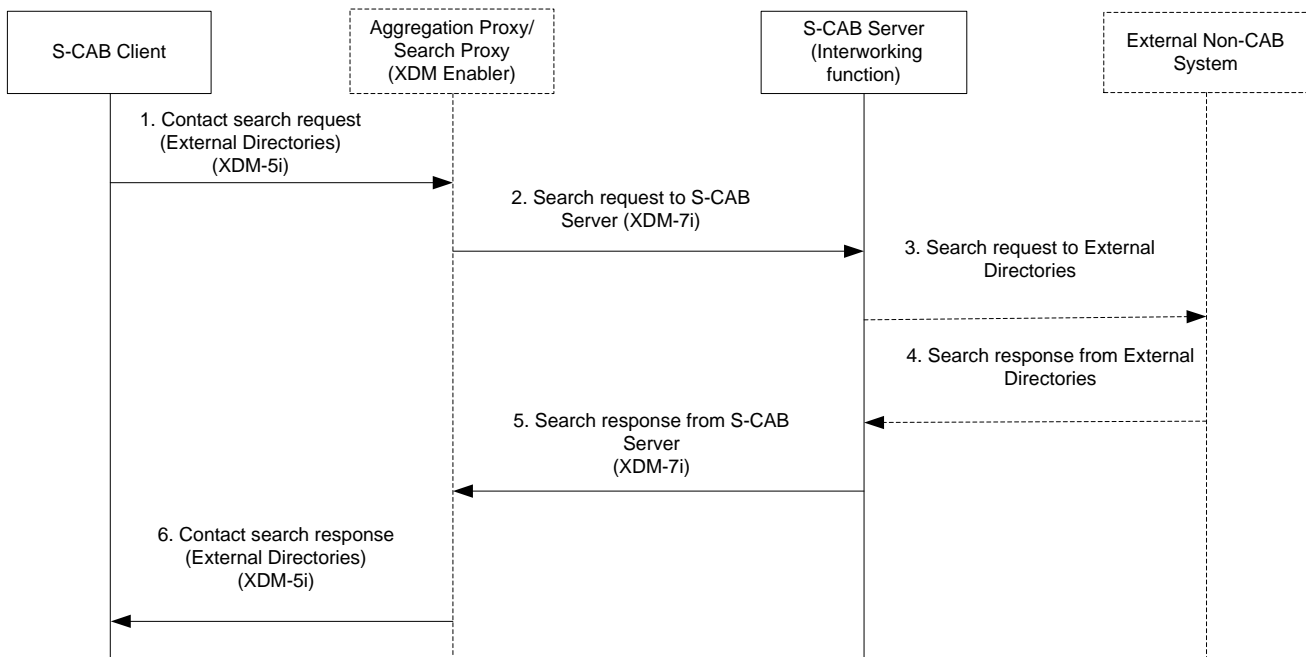 S-CAB Client
Aggregation Proxy/
Search Proxy
(XDM Enabler)
S-CAB Server
(Interworking
function)
External Non-CAB
System
1. Contact search request
(External Directories)
(XDM-5i)
2. Search request to S-CAB
Server (XDM-7i)
3. Search request to External
Directories
4. Search response from External
Directories
5. Search response from S-CAB
Server
(XDM-7i)
6. Contact search response
(External Directories)
(XDM-5i)